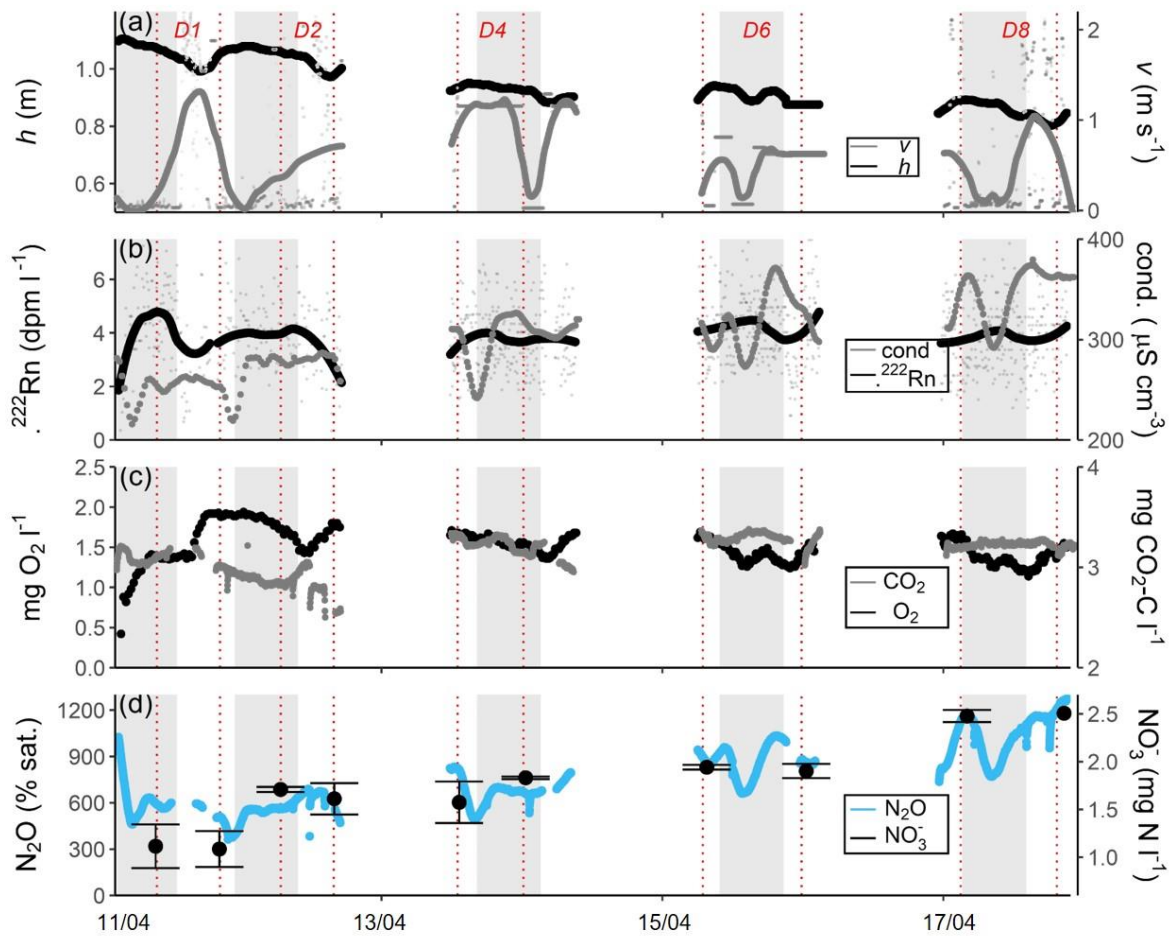 (a) D1 D2 D4 D6 D8
1.0
0.8
0.6
h (m)
2
1
0
v (m s⁻¹)
v
h
(b)
6
4
2
0
.²²²Rn (dpm l⁻¹)
400
300
200
cond. ( μS cm⁻³)
cond
.²²²Rn
(c)
2.5
2.0
1.5
1.0
0.5
0.0
mg O₂ l⁻¹
4
3
2
mg CO₂-C l⁻¹
CO₂
O₂
(d)
1200
900
600
300
0
N₂O (% sat.)
2.5
2.0
1.5
1.0
NO₃⁻ (mg N l⁻¹)
N₂O
NO₃⁻
11/04 13/04 15/04 17/04